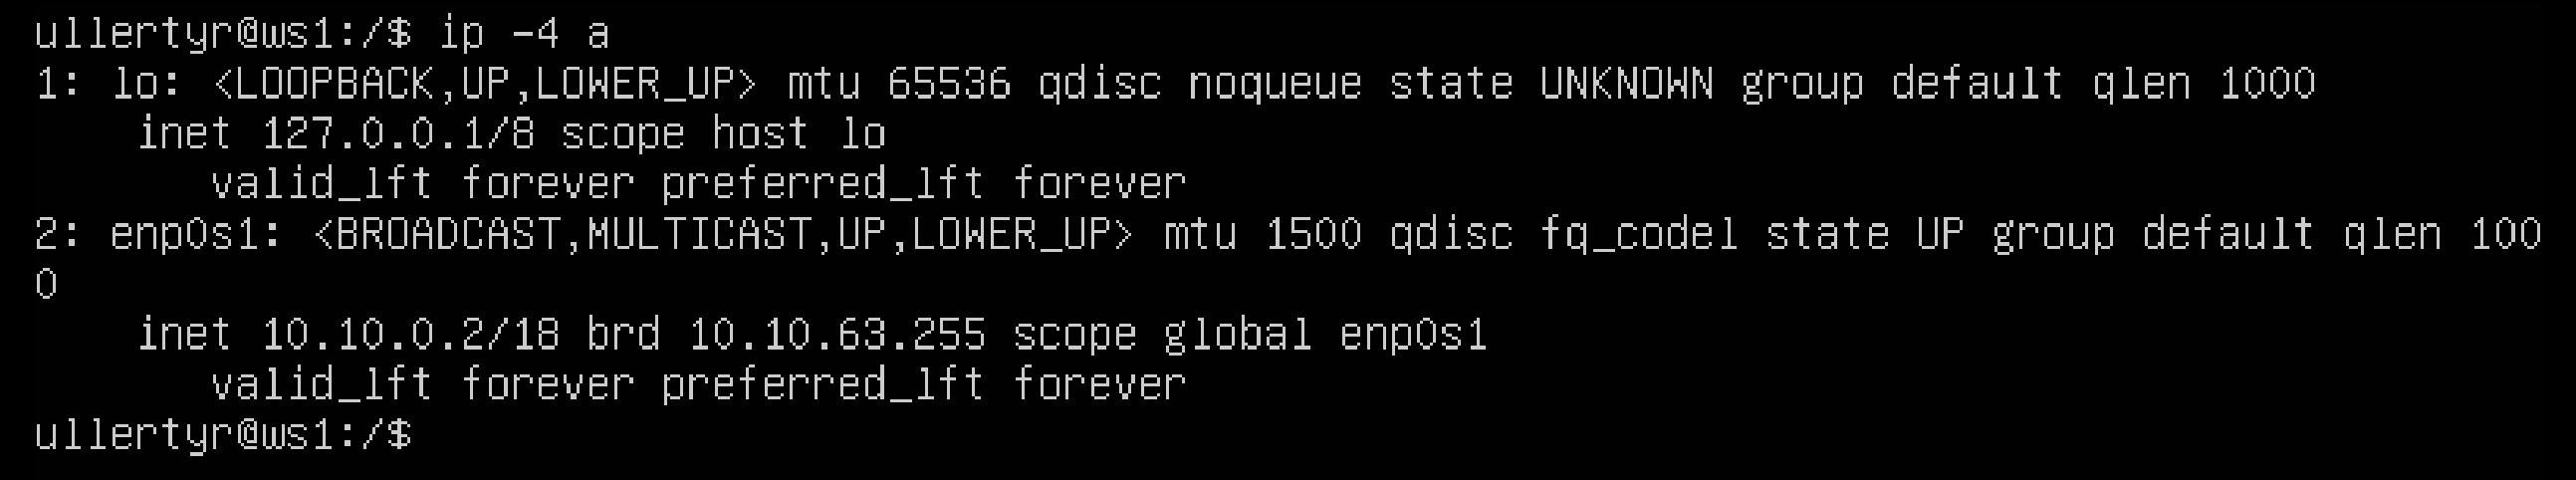 ullertyr@ws1:/$ ip -4 a
1: lo: <LOOPBACK,UP,LOWER_UP> mtu 65536 qdisc noqueue state UNKNOWN group default qlen 1000
    inet 127.0.0.1/8 scope host lo
       valid_lft forever preferred_lft forever
2: enp0s1: <BROADCAST,MULTICAST,UP,LOWER_UP> mtu 1500 qdisc fq_codel state UP group default qlen 100
0
    inet 10.10.0.2/18 brd 10.10.63.255 scope global enp0s1
       valid_lft forever preferred_lft forever
ullertyr@ws1:/$